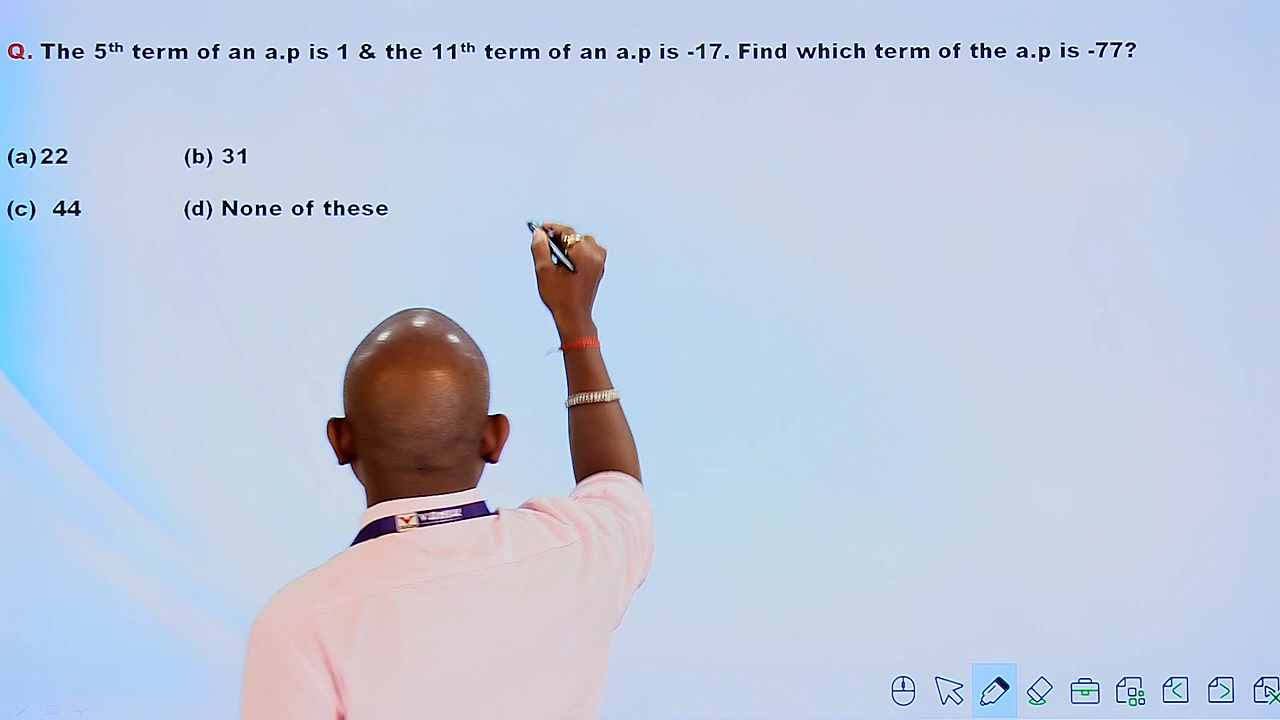 Q. The 5th term of an a.p is 1 & the 11th term of an a.p is -17. Find which term of the a.p is -77?
(a)22 (b) 31
(c) 44 (d) None of these